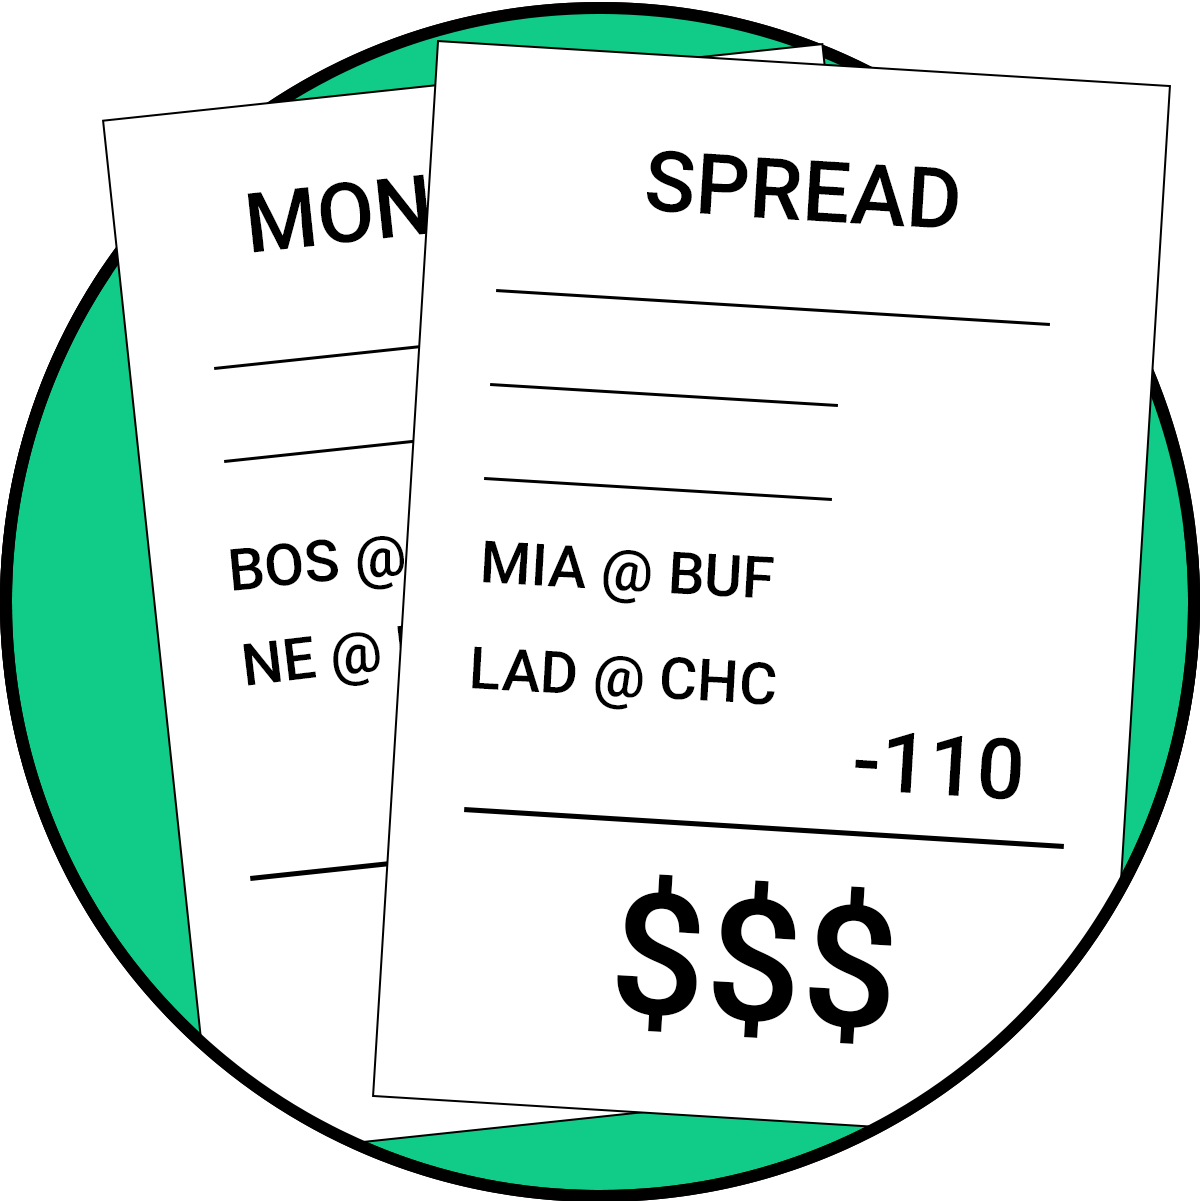 MON
BOS @
NE @
SPREAD
MIA @ BUF
LAD @ CHC
-110
$$$